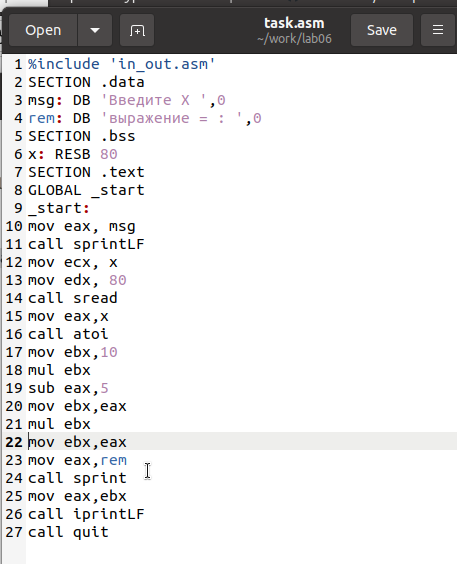 Open task.asm ~/work/lab06 Save
1 %include 'in_out.asm'
2 SECTION .data
3 msg: DB 'Введите X ',0
4 rem: DB 'выражение = : ',0
5 SECTION .bss
6 x: RESB 80
7 SECTION .text
8 GLOBAL _start
9 _start:
10 mov eax, msg
11 call sprintLF
12 mov ecx, x
13 mov edx, 80
14 call sread
15 mov eax,x
16 call atoi
17 mov ebx,10
18 mul ebx
19 sub eax,5
20 mov ebx,eax
21 mul ebx
22 mov ebx,eax
23 mov eax,rem
24 call sprint
25 mov eax,ebx
26 call iprintLF
27 call quit